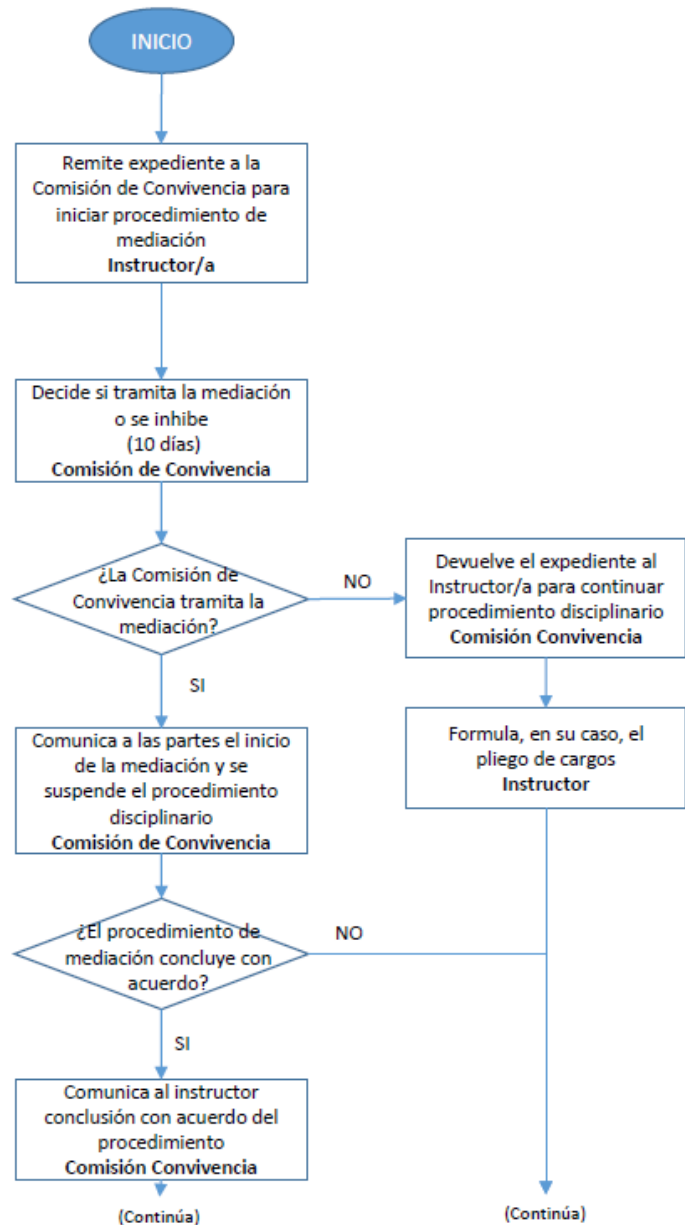 INICIO
Remite expediente a la
Comisión de Convivencia para
iniciar procedimiento de
mediación
Instructor/a
Decide si tramita la mediación
o se inhibe
(10 días)
Comisión de Convivencia
¿La Comisión de
Convivencia tramita la
mediación?
NO
Devuelve el expediente al
Instructor/a para continuar
procedimiento disciplinario
Comisión Convivencia
SI
Formula, en su caso, el
pliego de cargos
Instructor
Comunica a las partes el inicio
de la mediación y se
suspende el procedimiento
disciplinario
Comisión de Convivencia
¿El procedimiento de
mediación concluye con
acuerdo?
NO
SI
Comunica al instructor
conclusión con acuerdo del
procedimiento
Comisión Convivencia
(Continúa)
(Continúa)